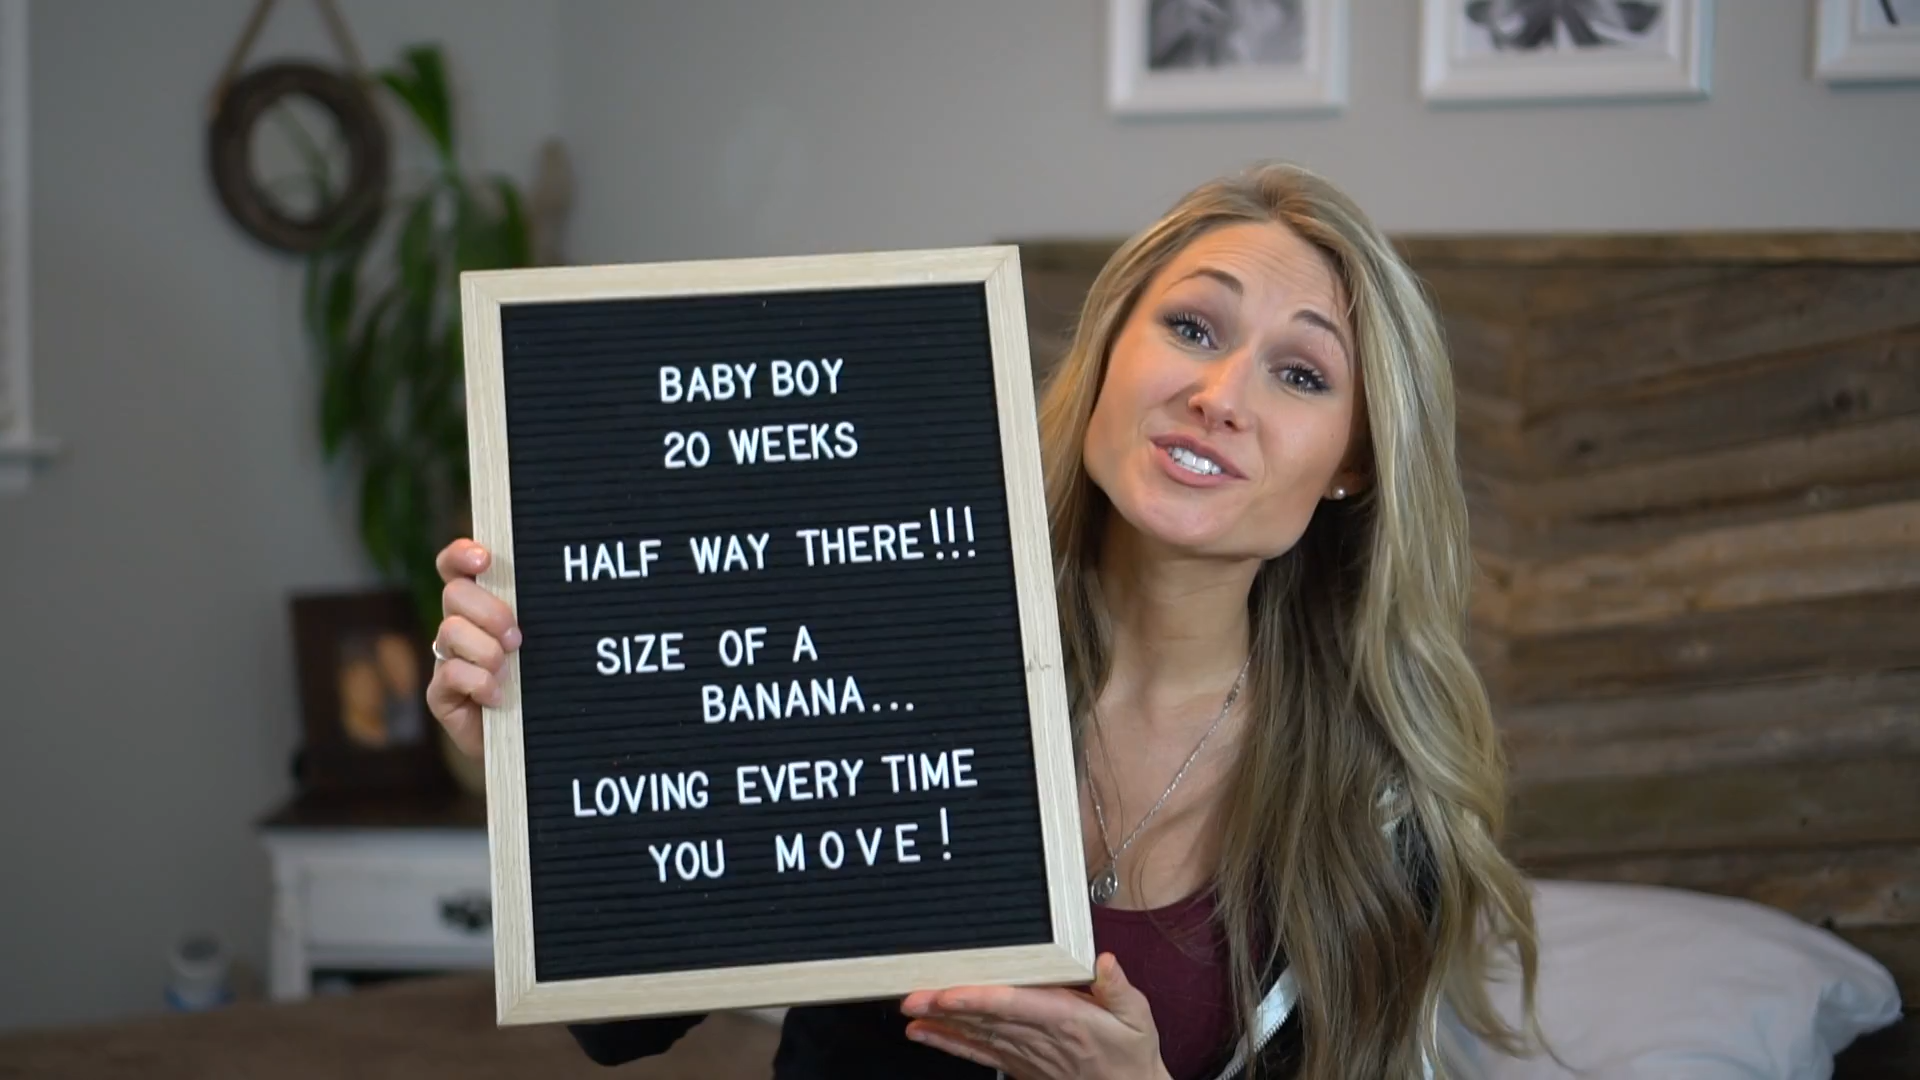 BABY BOY
20 WEEKS
HALF WAY THERE!!!
SIZE OF A
BANANA...
LOVING EVERY TIME
YOU MOVE!